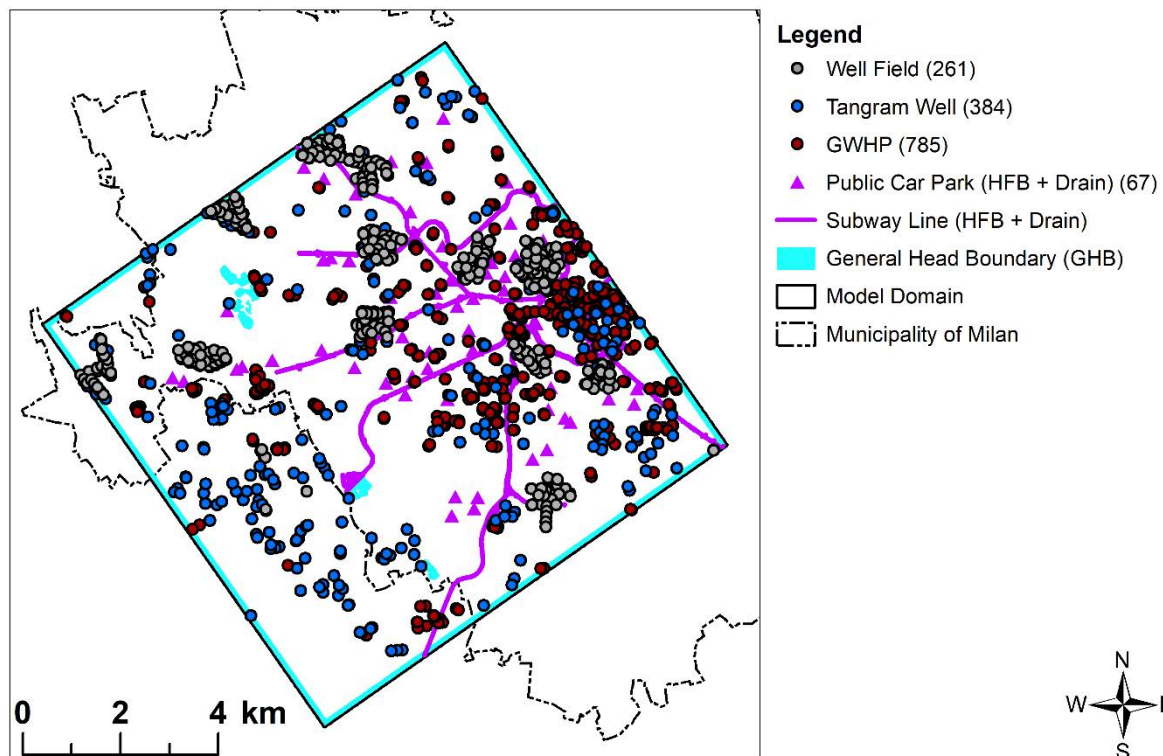 Legend
Well Field (261)
Tangram Well (384)
GWHP (785)
Public Car Park (HFB + Drain) (67)
Subway Line (HFB + Drain)
General Head Boundary (GHB)
Model Domain
Municipality of Milan
0 2 4 km
N
W
S